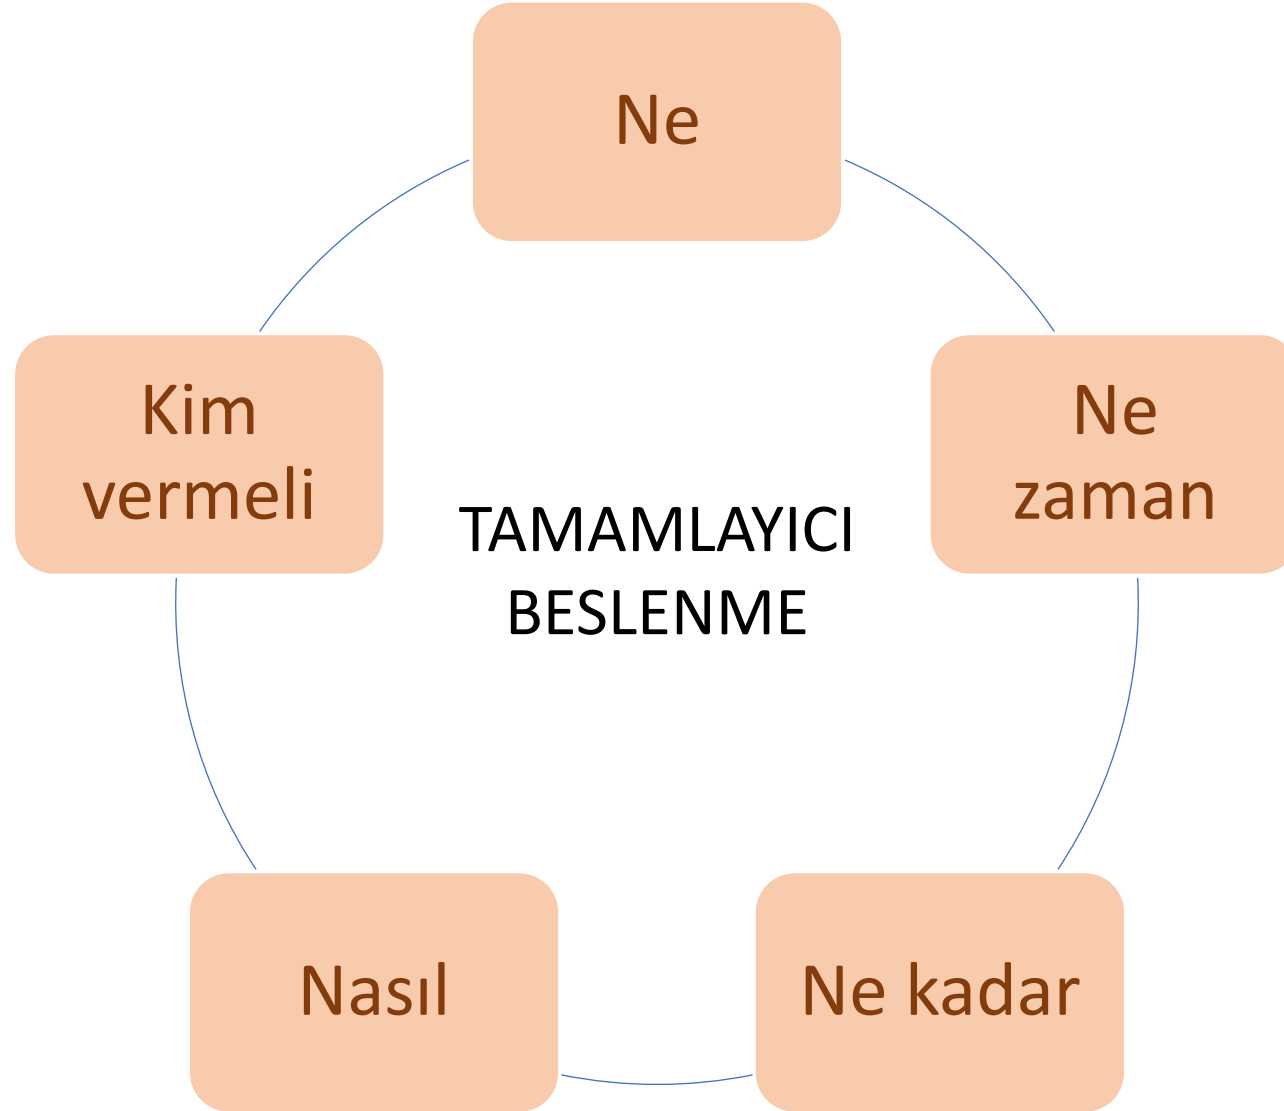 Ne
Ne
zaman
Ne kadar
Nasıl
Kim
vermeli
TAMAMLAYICI
BESLENME